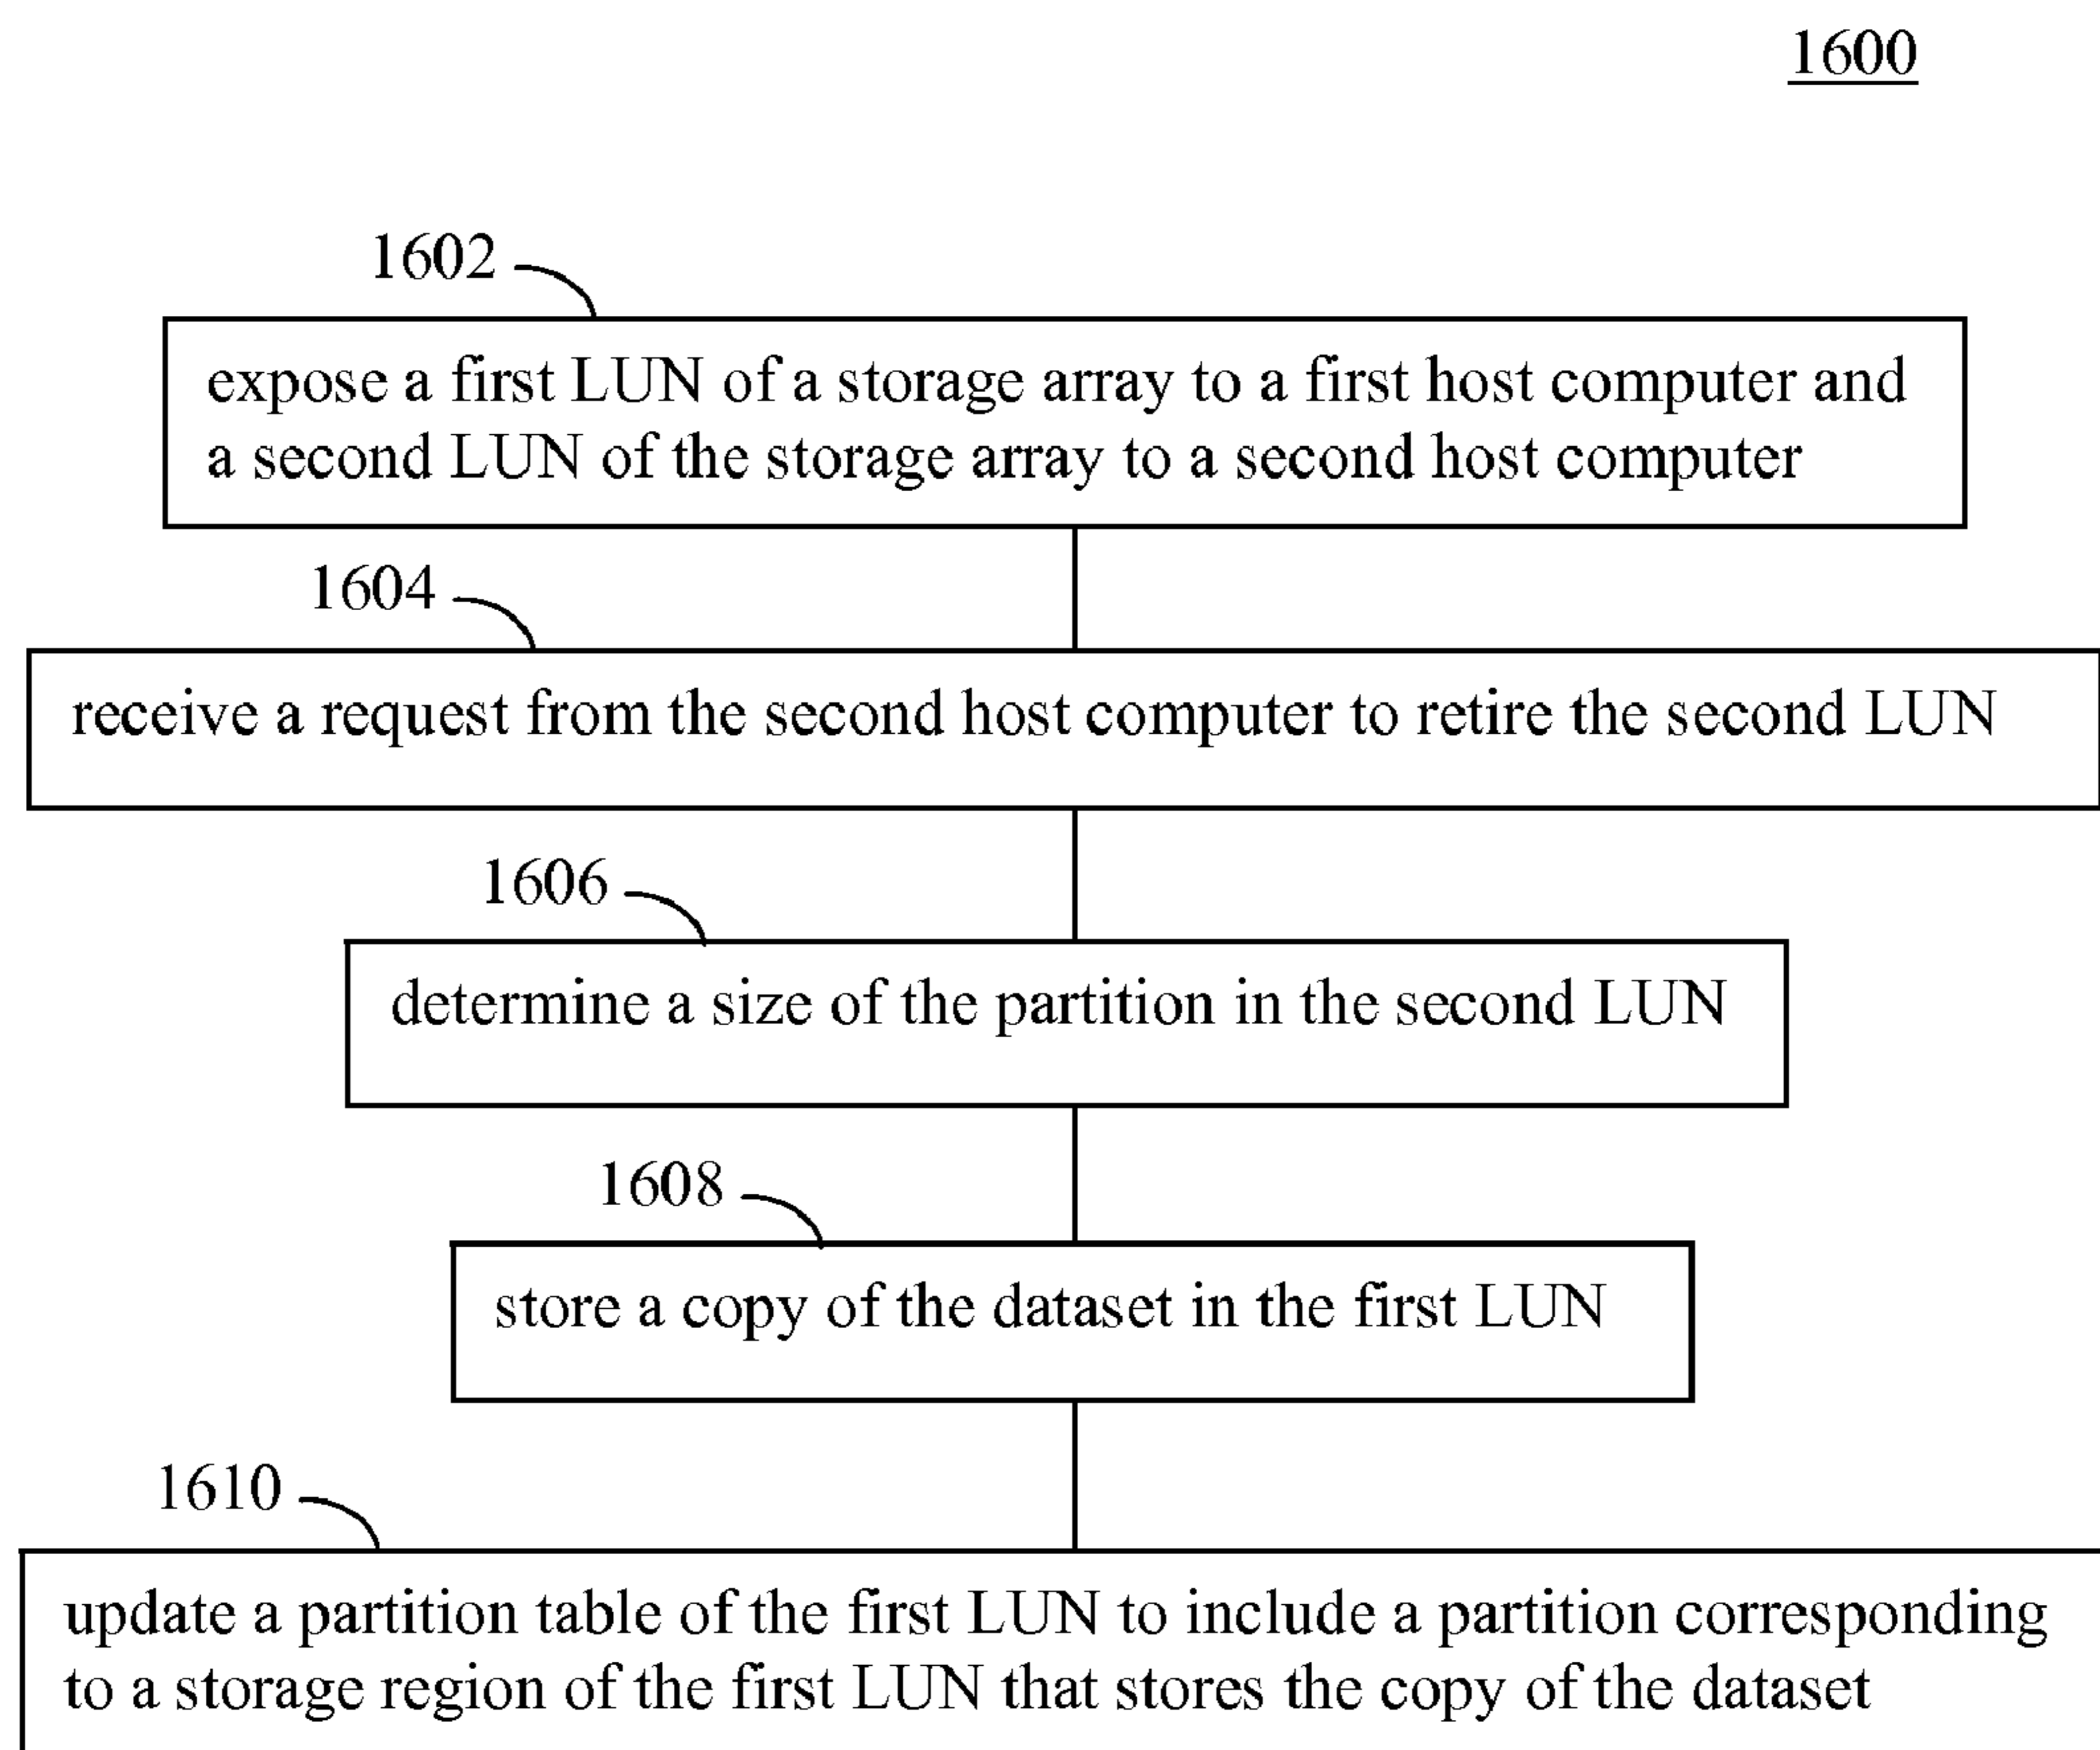 1600
1602
expose a first LUN of a storage array to a first host computer and
a second LUN of the storage array to a second host computer
1604
receive a request from the second host computer to retire the second LUN
1606
determine a size of the partition in the second LUN
1608
store a copy of the dataset in the first LUN
1610
update a partition table of the first LUN to include a partition corresponding
to a storage region of the first LUN that stores the copy of the dataset